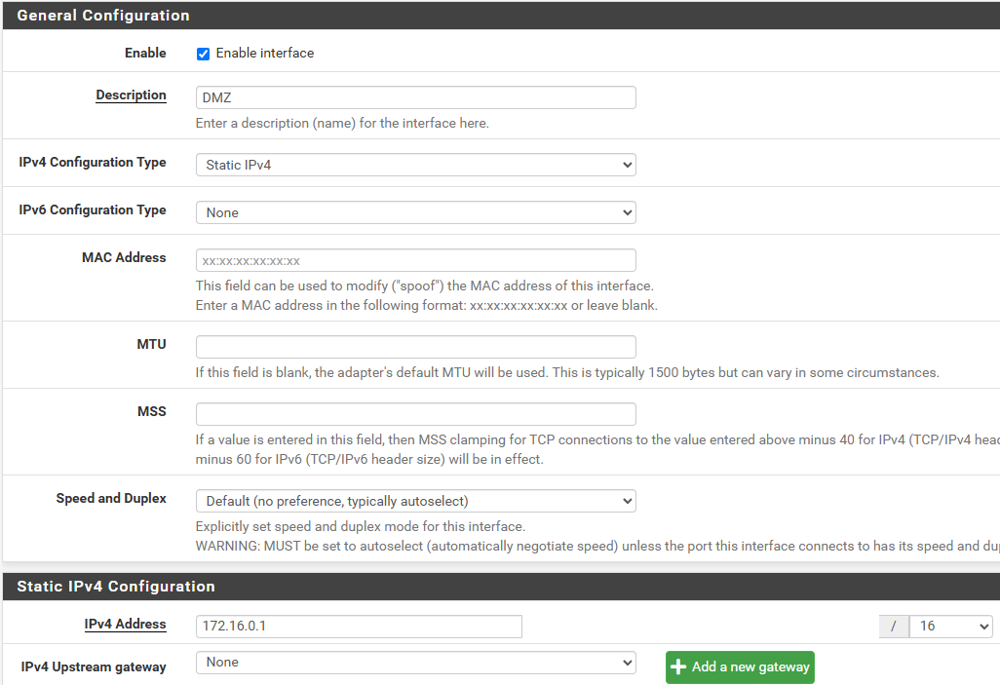 General Configuration
Enable
Enable interface
Description
DMZ
Enter a description (name) for the interface here.
IPv4 Configuration Type
Static IPv4
IPv6 Configuration Type
None
MAC Address
xx:xx:xx:xx:xx:xx
This field can be used to modify ("spoof") the MAC address of this interface.
Enter a MAC address in the following format: xx:xx:xx:xx:xx:xx or leave blank.
MTU
If this field is blank, the adapter's default MTU will be used. This is typically 1500 bytes but can vary in some circumstances.
MSS
If a value is entered in this field, then MSS clamping for TCP connections to the value entered above minus 40 for IPv4 (TCP/IPv4
minus 60 for IPv6 (TCP/IPv6 header size) will be in effect.
Speed and Duplex
Default (no preference, typically autoselect)
Explicitly set speed and duplex mode for this interface.
WARNING: MUST be set to autoselect (automatically negotiate speed) unless the port this interface connects to has its speed and
Static IPv4 Configuration
IPv4 Address
172.16.0.1
/ 16
IPv4 Upstream gateway
None
Add a new gateway